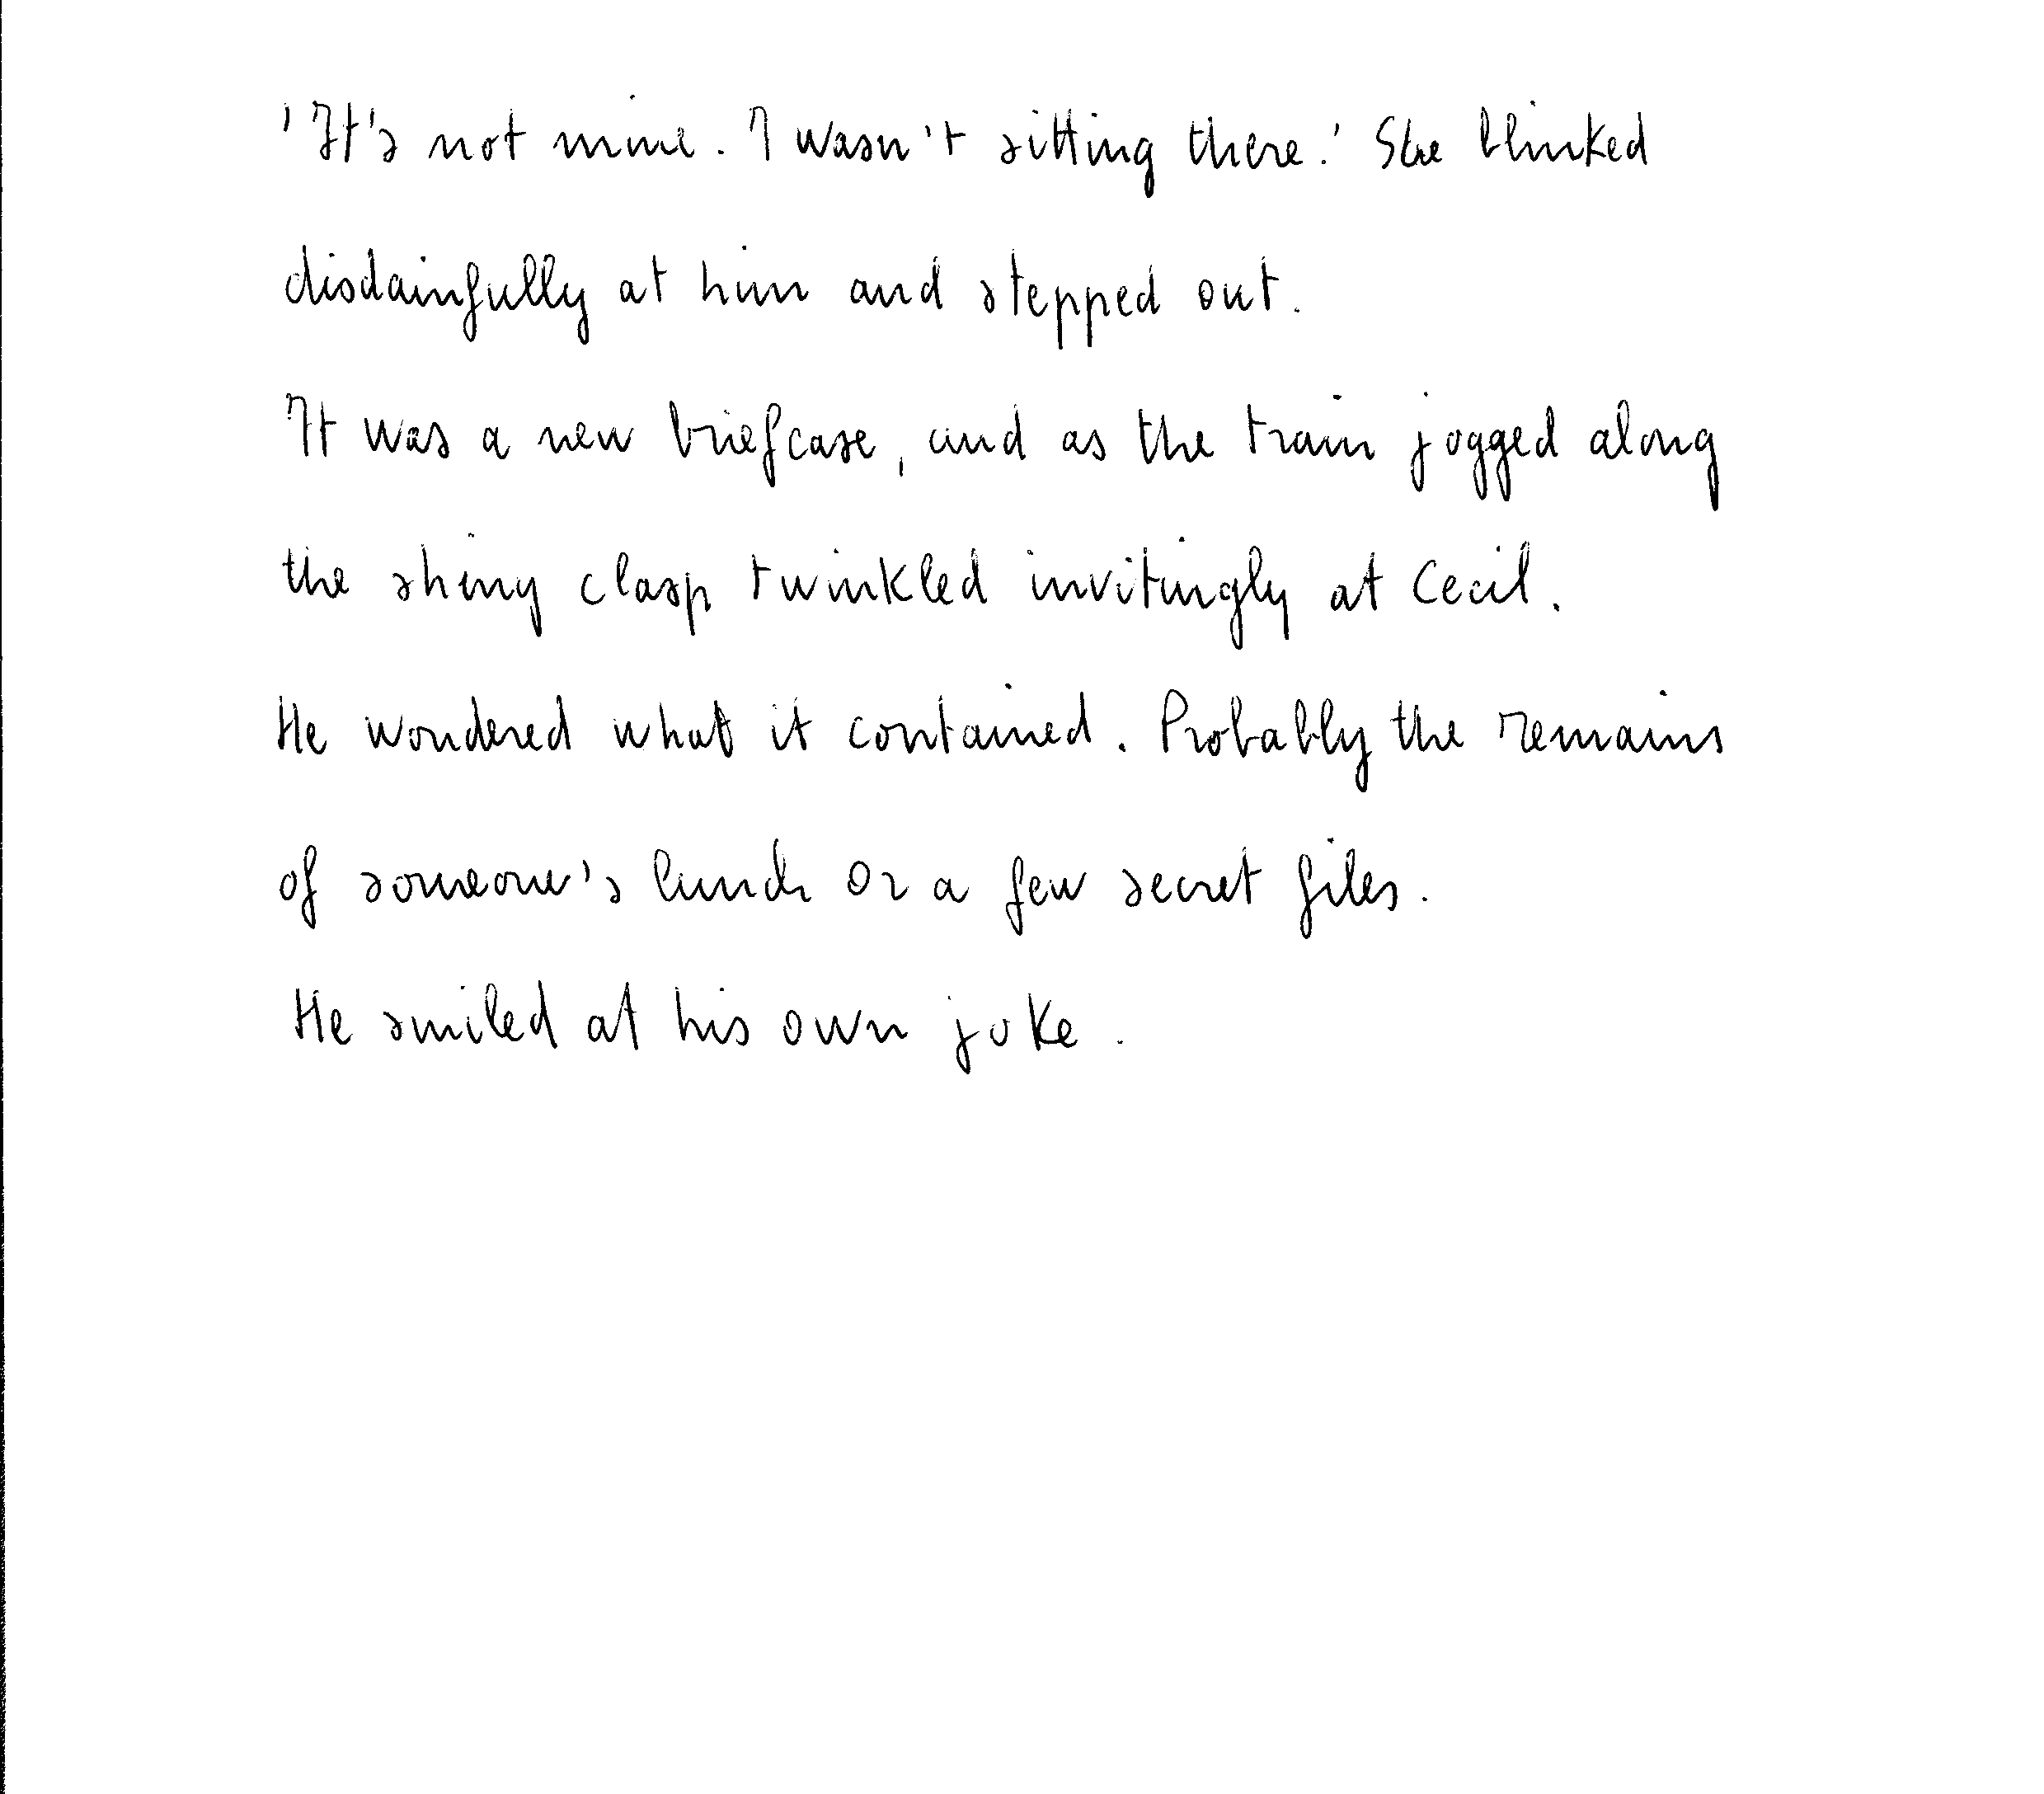 'It's not mine. I wasn't sitting there.' She blinked
disdainfully at him and stepped out.
It was a new briefcase, and as the train jogged along
the shiny clasp twinkled invitingly at Cecil.
He wondered what it contained. Probably the remains
of someone's lunch or a few secret files.
He smiled at his own joke.